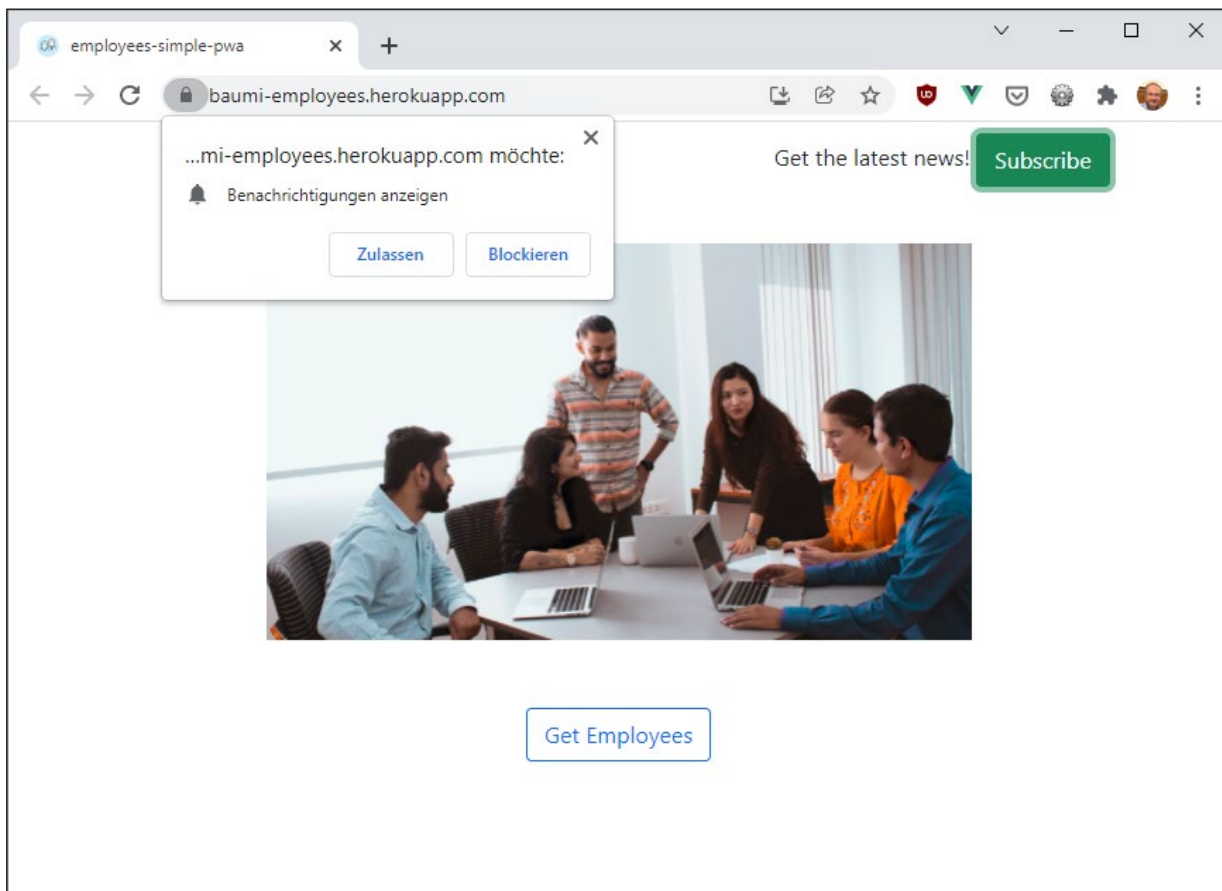 employees-simple-pwa
baumi-employees.herokuapp.com
...mi-employees.herokuapp.com möchte:
Benachrichtigungen anzeigen
Zulassen Blockieren
Get the latest news! Subscribe
Get Employees